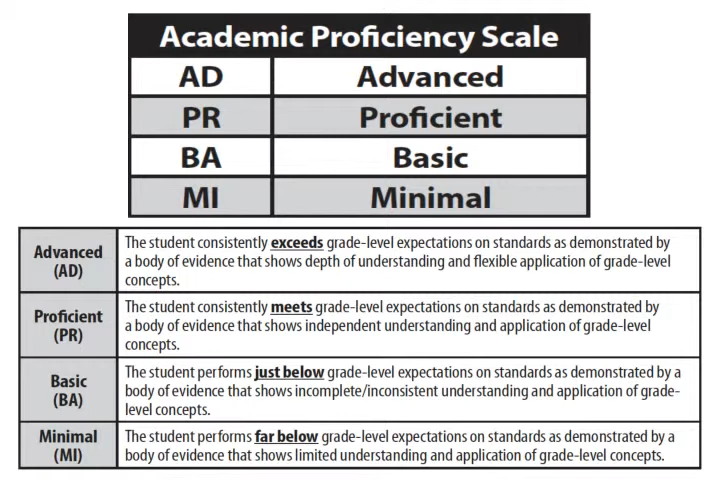 Academic Proficiency Scale
AD Advanced
PR Proficient
BA Basic
MI Minimal
Advanced
(AD)
The student consistently exceeds grade-level expectations on standards as demonstrated by
a body of evidence that shows depth of understanding and flexible application of grade-level
concepts.
Proficient
(PR)
The student consistently meets grade-level expectations on standards as demonstrated by
a body of evidence that shows independent understanding and application of grade-level
concepts.
Basic
(BA)
The student performs just below grade-level expectations on standards as demonstrated by a
body of evidence that shows incomplete/inconsistent understanding and application of grade-
level concepts.
Minimal
(MI)
The student performs far below grade-level expectations on standards as demonstrated by a
body of evidence that shows limited understanding and application of grade-level concepts.